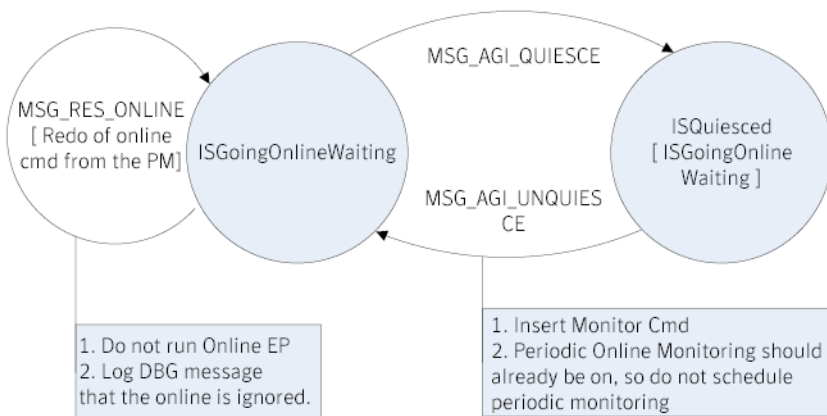 MSG_AGI_QUIESCE
MSG_RES_ONLINE
[ Redo of online
cmd from the PM]
ISGoingOnlineWaiting
ISQuiesced
[ ISGoingOnline
Waiting ]
MSG_AGI_UNQUIES
CE
1. Do not run Online EP
2. Log DBG message
that the online is ignored.
1. Insert Monitor Cmd
2. Periodic Online Monitoring should
already be on, so do not schedule
periodic monitoring